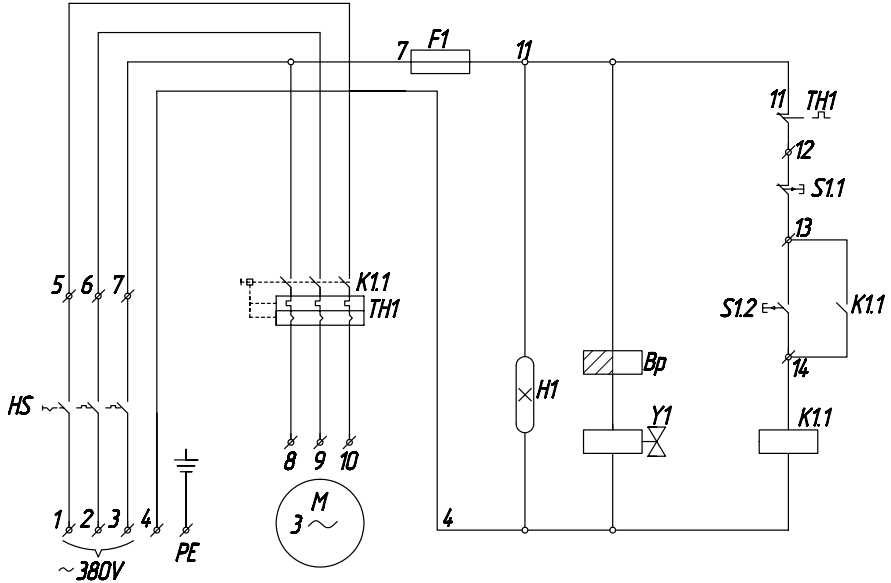 F1
7
11
11 TH1
12
S1.1
13
5 6 7
K1.1
TH1
S1.2
K1.1
14
Bp
H1
HS
Y1
K1.1
8 9 10
M
3 ~
1 2 3 4
4
PE
~380V